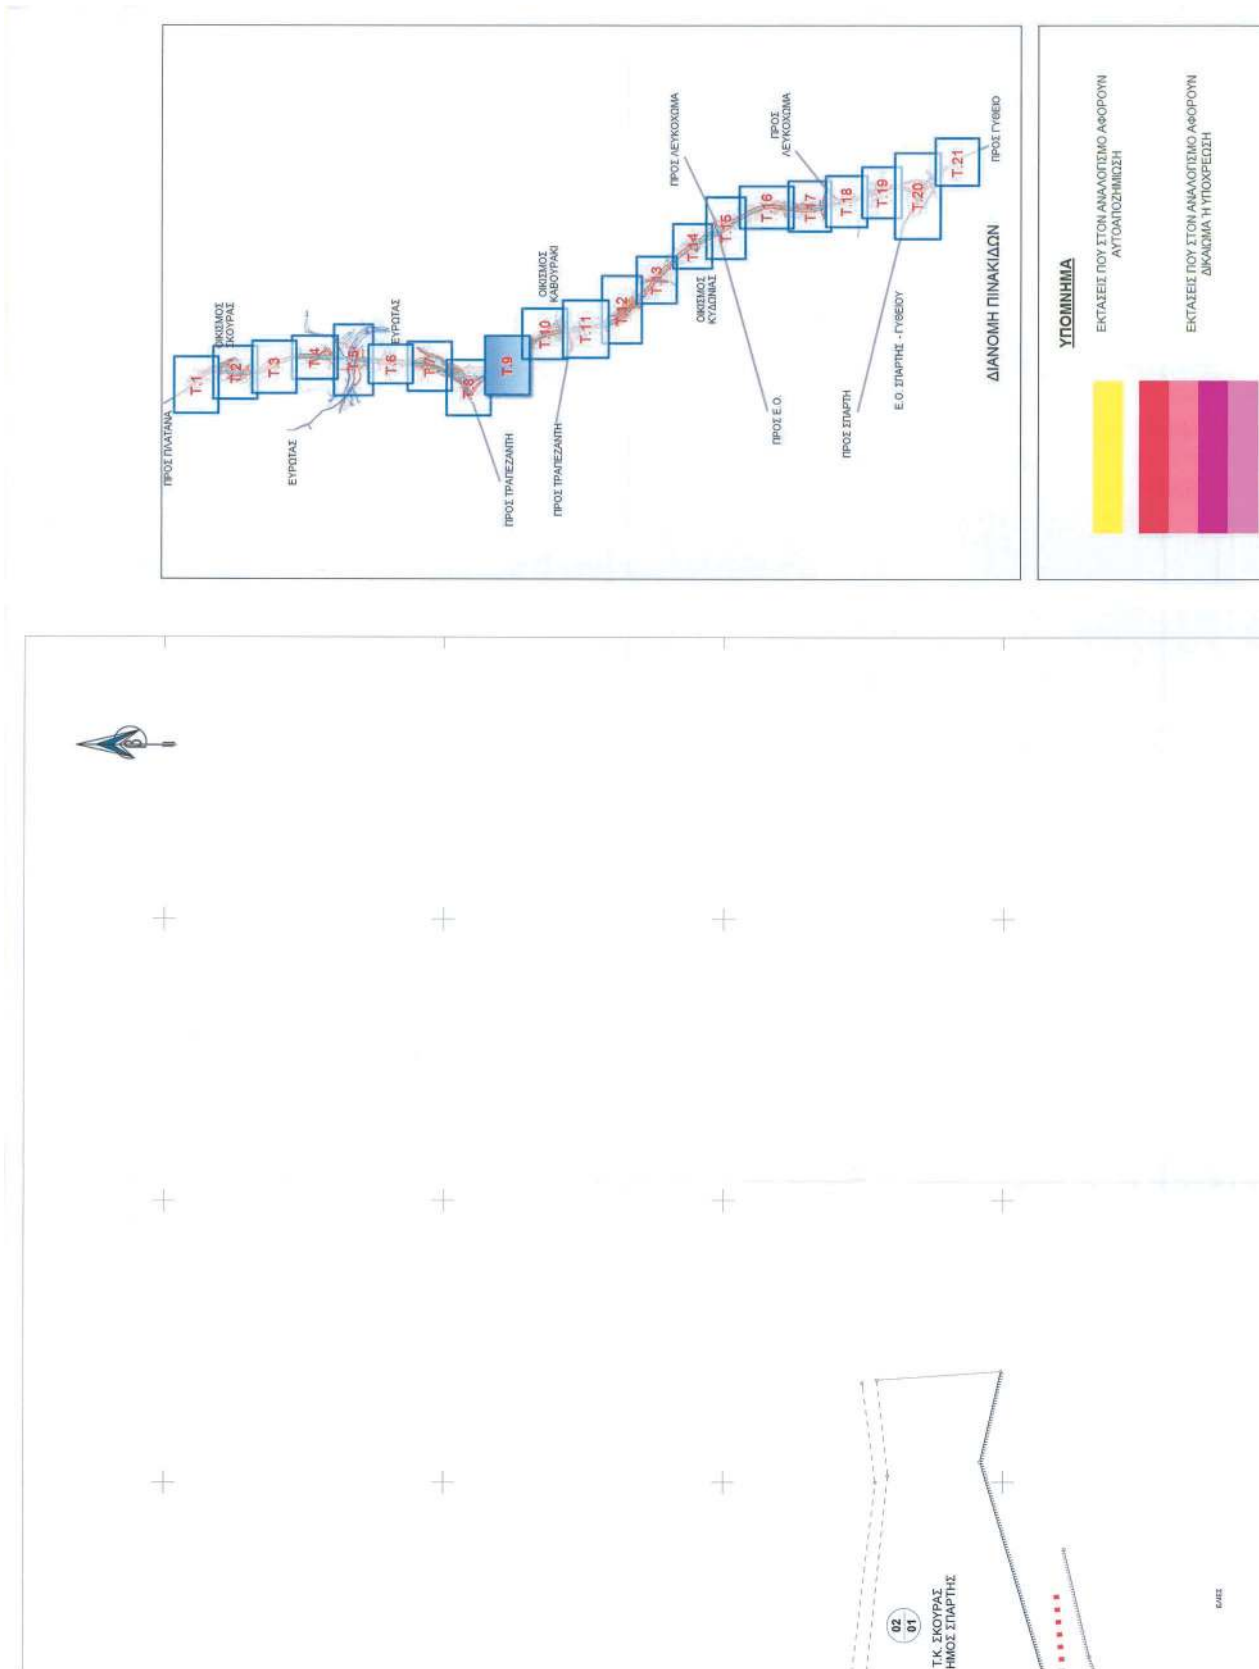 ΠΡΟΣ ΠΛΑΤΑΝΑ
Τ.1
ΟΙΚΙΣΜΟΣ
ΣΚΟΥΡΑΣ
Τ.2
Τ.3
Τ.4
Τ.5
ΕΥΡΩΤΑΣ
ΕΥΡΩΤΑΣ
Τ.6
Τ.7
Τ.8
ΠΡΟΣ ΤΡΑΠΕΖΑΝΤΗ
Τ.9
Τ.10
ΟΙΚΙΣΜΟΣ
ΚΑΒΟΥΡΑΚΙ
Τ.11
ΠΡΟΣ ΤΡΑΠΕΖΑΝΤΗ
Τ.12
Τ.13
Τ.14
ΟΙΚΙΣΜΟΣ
ΚΥΔΩΝΙΑΣ
ΠΡΟΣ ΛΕΥΚΟΧΩΜΑ
Τ.15
Τ.16
ΠΡΟΣ Ε.Ο.
Τ.17
ΠΡΟΣ
ΛΕΥΚΟΧΩΜΑ
Τ.18
ΠΡΟΣ ΣΠΑΡΤΗ
Τ.19
Ε.Ο. ΣΠΑΡΤΗΣ - ΓΥΘΕΙΟΥ
Τ.20
Τ.21
ΠΡΟΣ ΓΥΘΕΙΟ
ΔΙΑΝΟΜΗ ΠΙΝΑΚΙΔΩΝ
ΥΠΟΜΝΗΜΑ
ΕΚΤΑΣΕΙΣ ΠΟΥ ΣΤΟΝ ΑΝΑΛΟΓΙΣΜΟ ΑΦΟΡΟΥΝ
ΑΥΤΟΑΠΟΖΗΜΙΩΣΗ
ΕΚΤΑΣΕΙΣ ΠΟΥ ΣΤΟΝ ΑΝΑΛΟΓΙΣΜΟ ΑΦΟΡΟΥΝ
ΔΙΚΑΙΩΜΑ Ή ΥΠΟΧΡΕΩΣΗ
Β
02
01
Τ.Κ. ΣΚΟΥΡΑΣ
ΗΜΟΣ ΣΠΑΡΤΗΣ